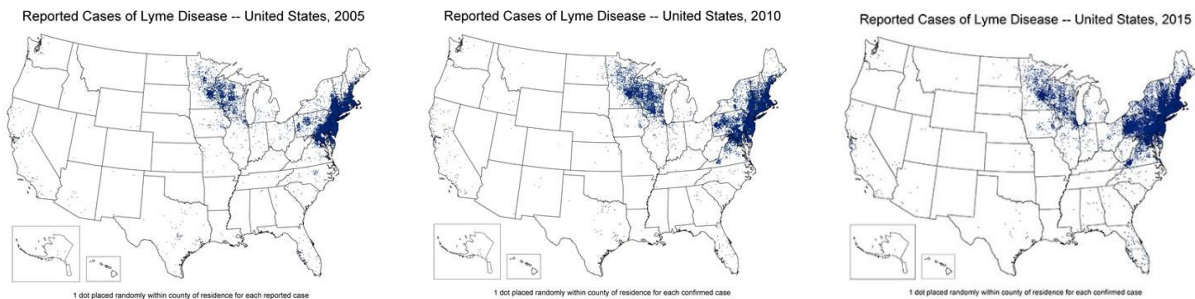 Reported Cases of Lyme Disease -- United States, 2005
Reported Cases of Lyme Disease -- United States, 2010
Reported Cases of Lyme Disease -- United States, 2015
1 dot placed randomly within county of residence for each reported case
1 dot placed randomly within county of residence for each confirmed case
1 dot placed randomly within county of residence for each confirmed case